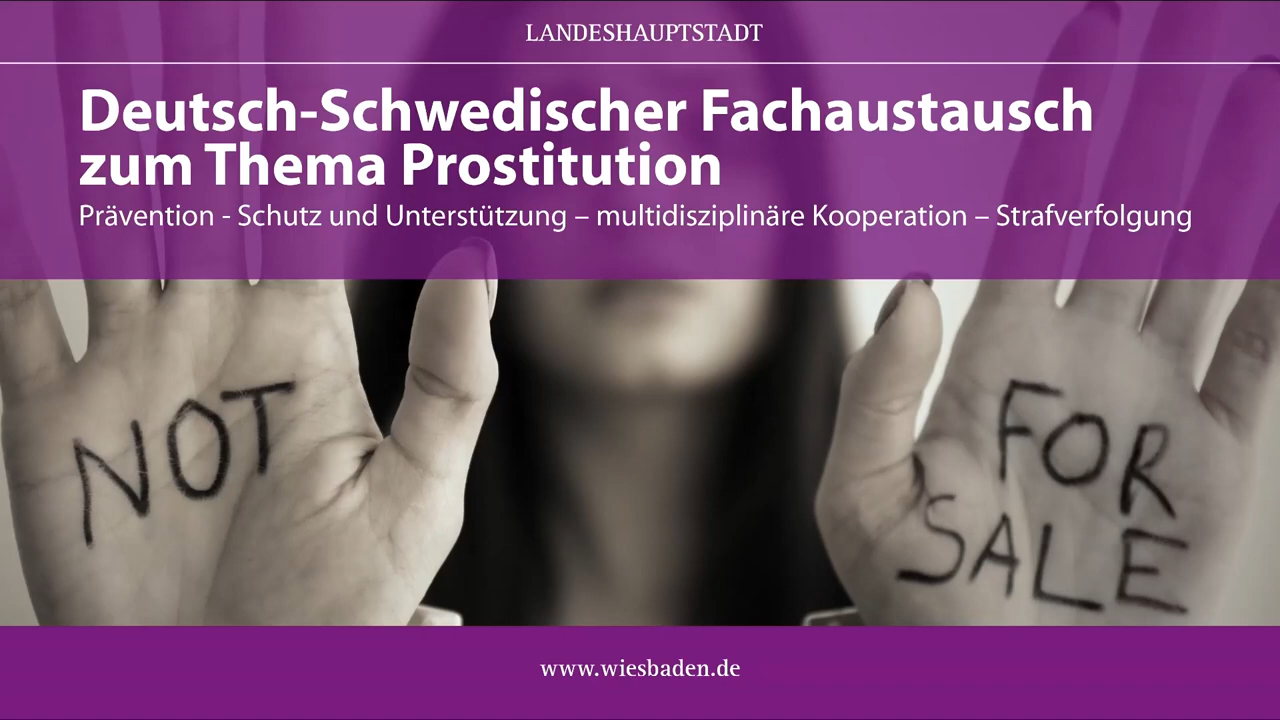 LANDESHAUPTSTADT
Deutsch-Schwedischer Fachaustausch
zum Thema Prostitution
Prävention - Schutz und Unterstützung – multidisziplinäre Kooperation – Strafverfolgung
NOT
FOR
SALE
www.wiesbaden.de